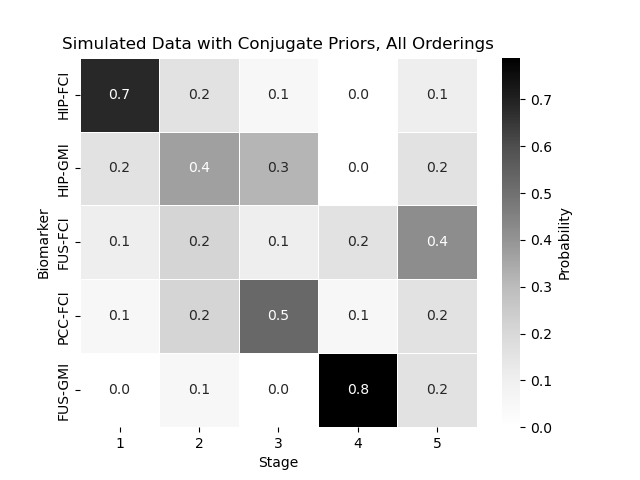 Simulated Data with Conjugate Priors, All Orderings
HIP-FCI 0.7 0.2 0.1 0.0 0.1
HIP-GMI 0.2 0.4 0.3 0.0 0.2
FUS-FCI 0.1 0.2 0.1 0.2 0.4
PCC-FCI 0.1 0.2 0.5 0.1 0.2
FUS-GMI 0.0 0.1 0.0 0.8 0.2
1 2 3 4 5
Stage
Biomarker
0.7
0.6
0.5
0.4
0.3
0.2
0.1
0.0
Probability